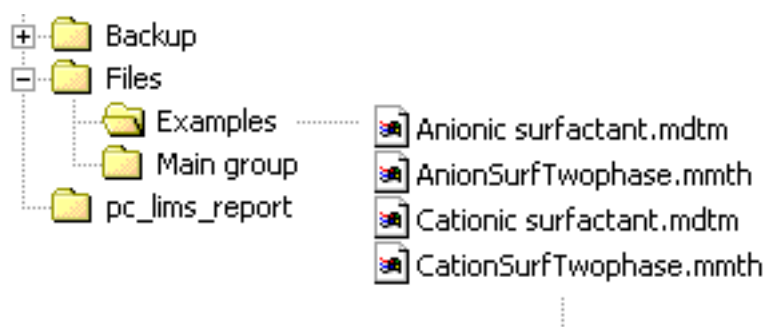 Backup
Files
Examples
Main group
pc_lims_report
Anionic surfactant.mdtm
AnionSurfTwophase.mmth
Cationic surfactant.mdtm
CationSurfTwophase.mmth